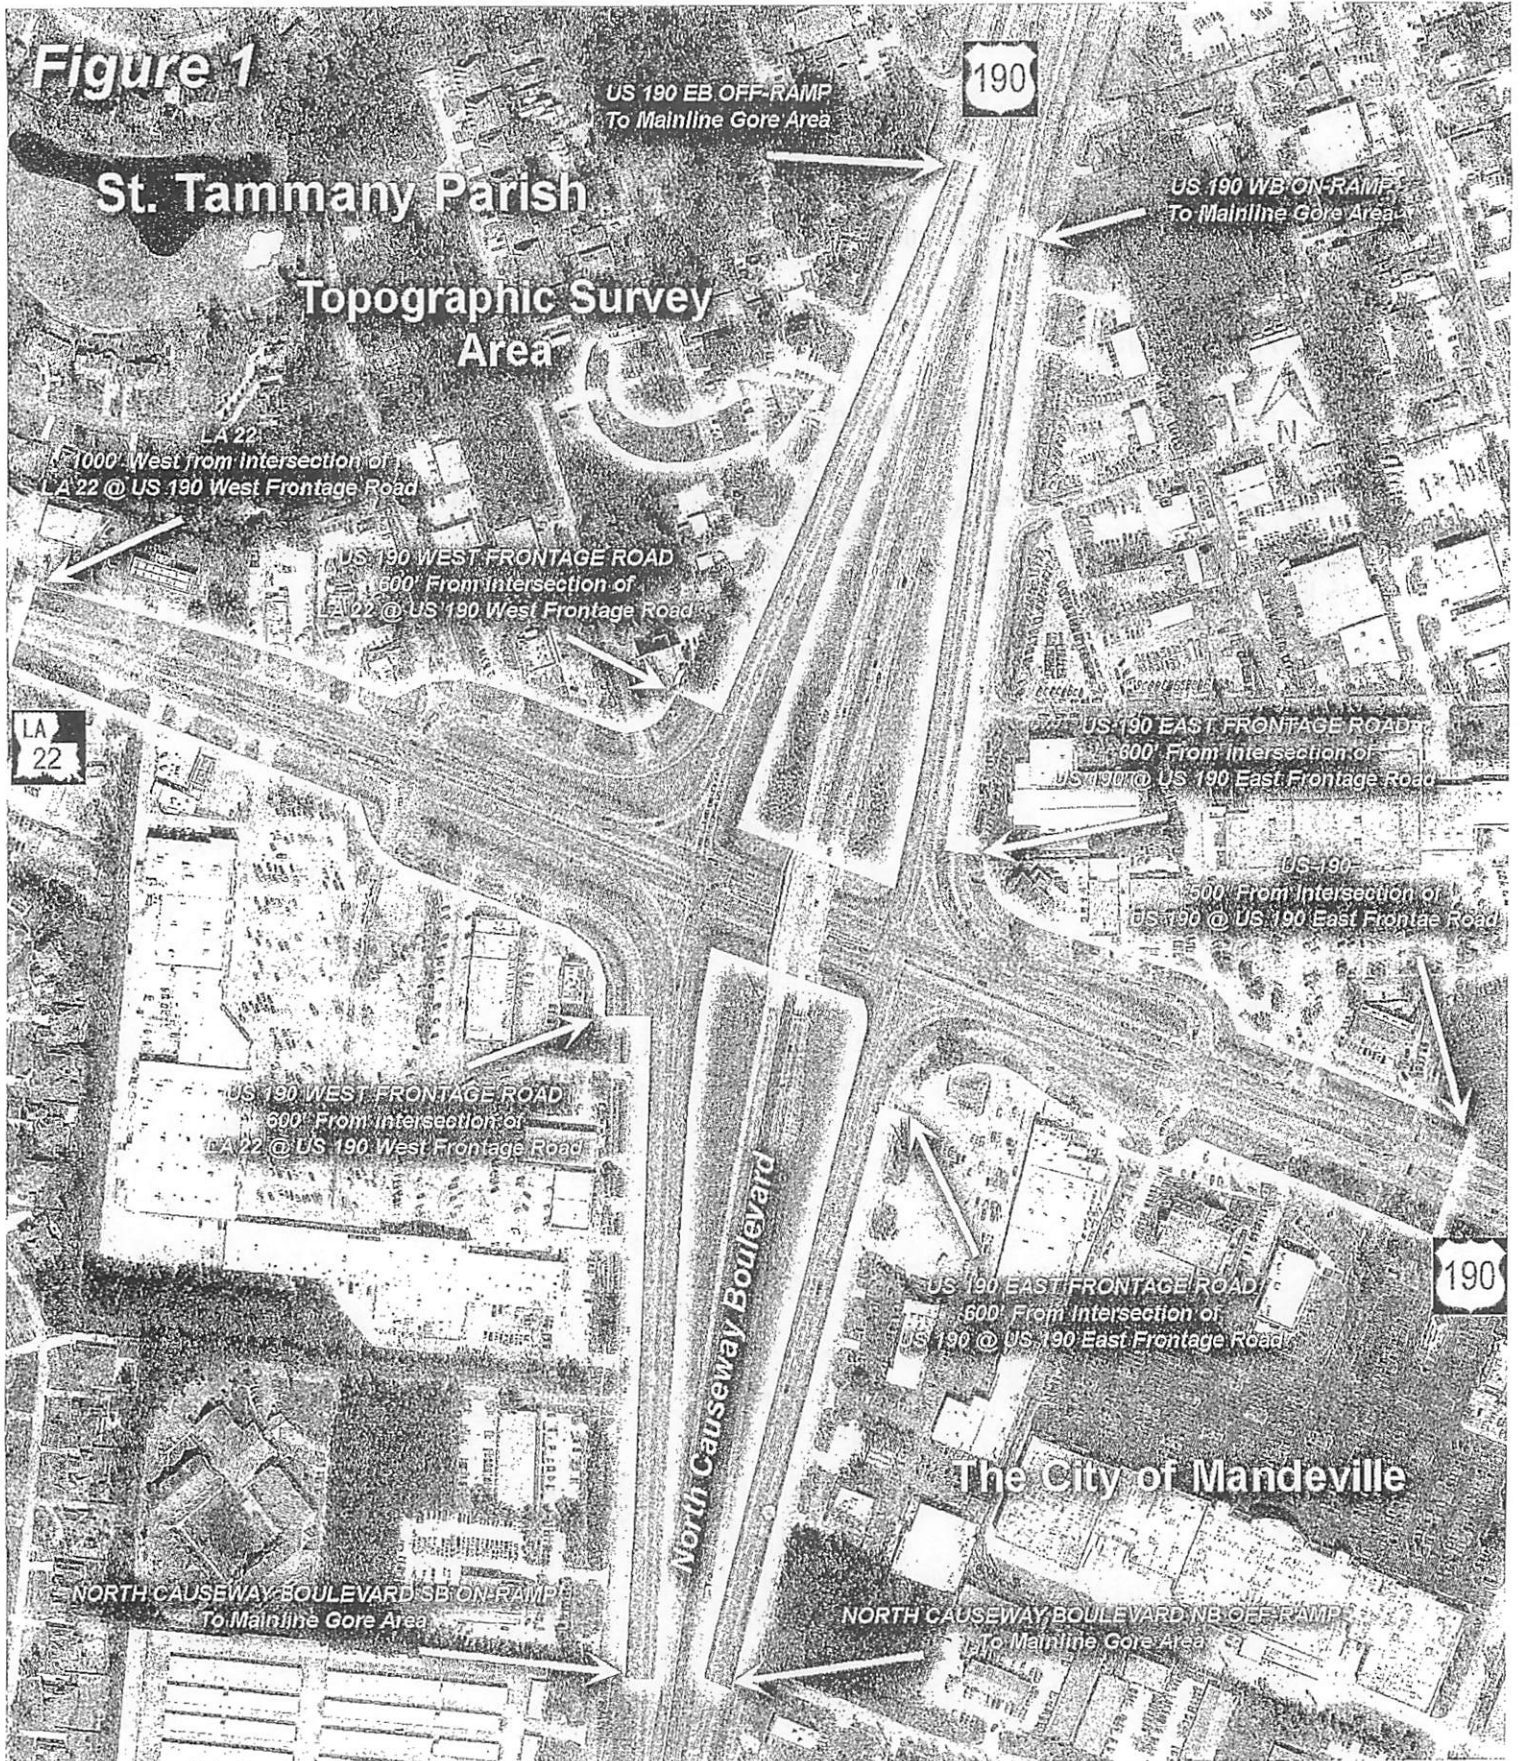 Figure 1
190
US 190 EB OFF-RAMP
To Mainline Gore Area
St. Tammany Parish
US 190 WB ON-RAMP
To Mainline Gore Area
Topographic Survey
Area
N
LA 22
1000' West from Intersection of
LA 22 @ US 190 West Frontage Road
US 190 WEST FRONTAGE ROAD
600' From Intersection of
LA 22 @ US 190 West Frontage Road
LA
22
US 190 EAST FRONTAGE ROAD
600' From Intersection of
US 190 @ US 190 East Frontage Road
US 190
500' From Intersection of
US 190 @ US 190 East Frontae Road
US 190 WEST FRONTAGE ROAD
600' From Intersection of
LA 22 @ US 190 West Frontage Road
North Causeway Boulevard
190
US 190 EAST FRONTAGE ROAD
600' From Intersection of
US 190 @ US 190 East Frontage Road
The City of Mandeville
NORTH CAUSEWAY BOULEVARD SB ON-RAMP
To Mainline Gore Area
NORTH CAUSEWAY BOULEVARD NB OFF-RAMP
To Mainline Gore Area